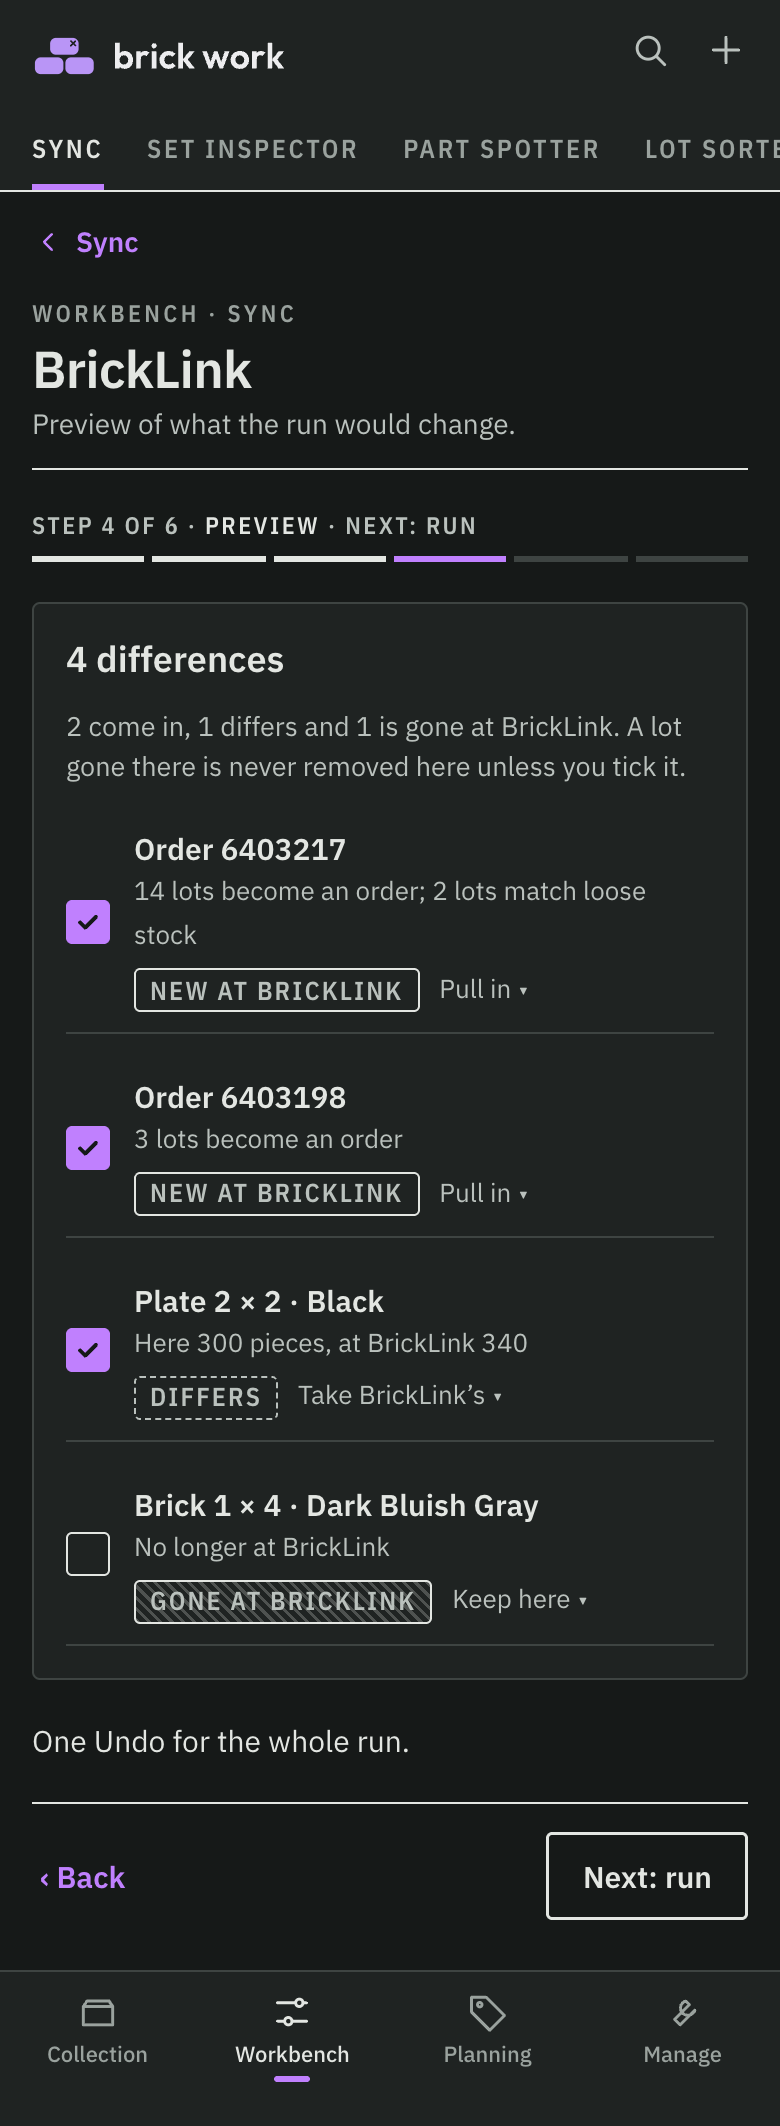 brick work
SYNC SET INSPECTOR PART SPOTTER LOT SORTE
Sync
WORKBENCH · SYNC
BrickLink
Preview of what the run would change.
STEP 4 OF 6 · PREVIEW · NEXT: RUN
4 differences
2 come in, 1 differs and 1 is gone at BrickLink. A lot
gone there is never removed here unless you tick it.
Order 6403217
14 lots become an order; 2 lots match loose
stock
NEW AT BRICKLINK Pull in ▾
Order 6403198
3 lots become an order
NEW AT BRICKLINK Pull in ▾
Plate 2 × 2 · Black
Here 300 pieces, at BrickLink 340
DIFFERS Take BrickLink’s ▾
Brick 1 × 4 · Dark Bluish Gray
No longer at BrickLink
GONE AT BRICKLINK Keep here ▾
One Undo for the whole run.
‹ Back Next: run
Collection Workbench Planning Manage